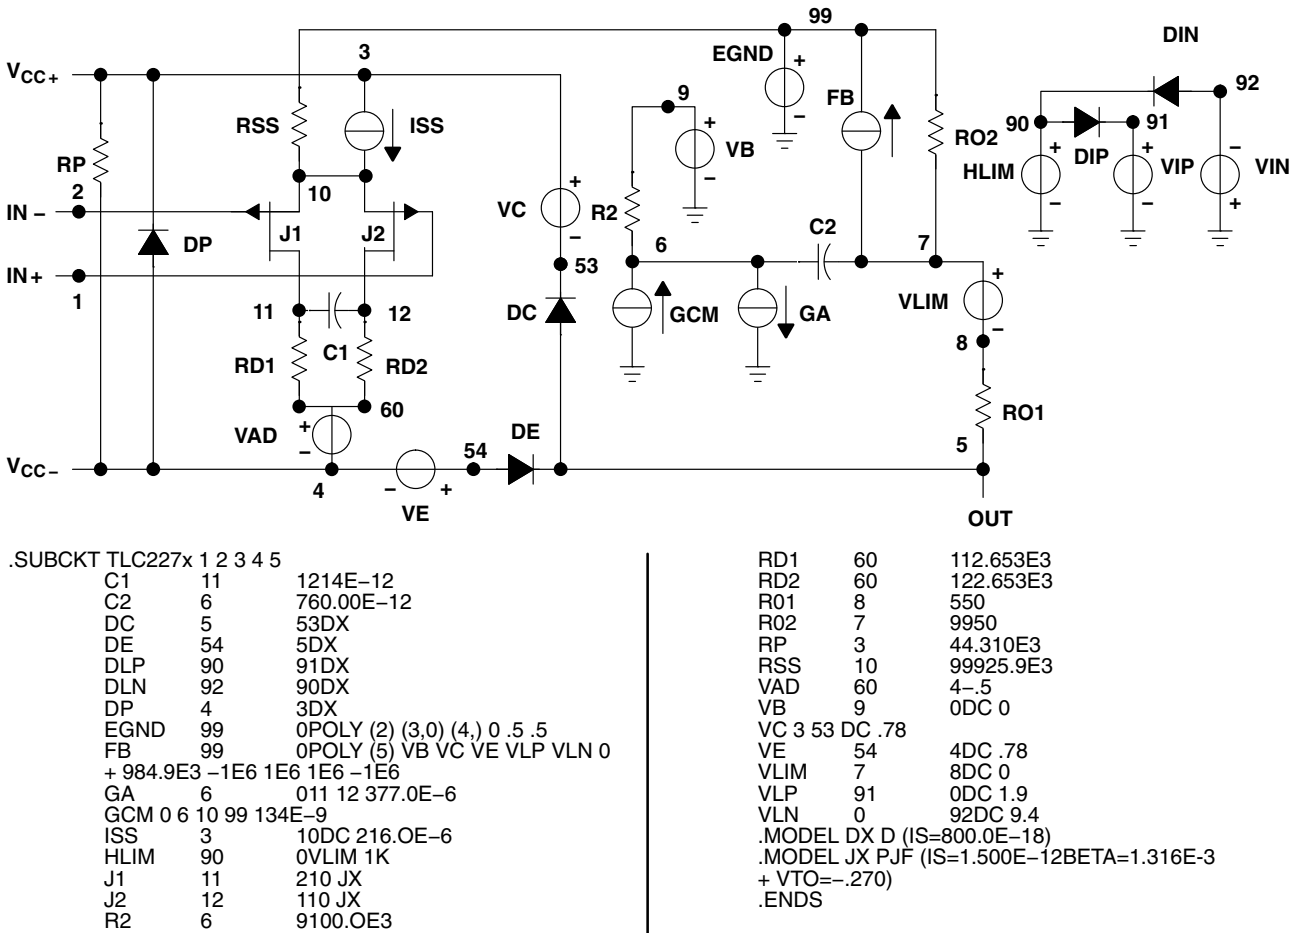 99
DIN
3
EGND
+
VCC+
9
92
FB
RSS
ISS
+
VB
90
91
RO2
DIP
RP
10
−
−
+
+
−
HLIM
VIP
VIN
2
+
−
−
+
IN −
VC
R2
C2
J1
J2
DP
−
6
7
IN+
53
+
1
VLIM
11
12
DC
GCM
GA
−
C1
8
RD1
RD2
60
RO1
VAD
+
DE
−
54
5
VCC−
4
−
+
VE
OUT
.SUBCKT TLC227x 1 2 3 4 5
C1 11 1214E−12
C2 6 760.00E−12
DC 5 53DX
DE 54 5DX
DLP 90 91DX
DLN 92 90DX
DP 4 3DX
EGND 99 0POLY (2) (3,0) (4,) 0 .5 .5
FB 99 0POLY (5) VB VC VE VLP VLN 0
+ 984.9E3 −1E6 1E6 1E6 −1E6
GA 6 011 12 377.0E−6
GCM 0 6 10 99 134E−9
ISS 3 10DC 216.OE−6
HLIM 90 0VLIM 1K
J1 11 210 JX
J2 12 110 JX
R2 6 9100.OE3
RD1 60 112.653E3
RD2 60 122.653E3
R01 8 550
R02 7 9950
RP 3 44.310E3
RSS 10 99925.9E3
VAD 60 4−.5
VB 9 0DC 0
VC 3 53 DC .78
VE 54 4DC .78
VLIM 7 8DC 0
VLP 91 0DC 1.9
VLN 0 92DC 9.4
.MODEL DX D (IS=800.0E−18)
.MODEL JX PJF (IS=1.500E−12BETA=1.316E-3
+ VTO=−.270)
.ENDS